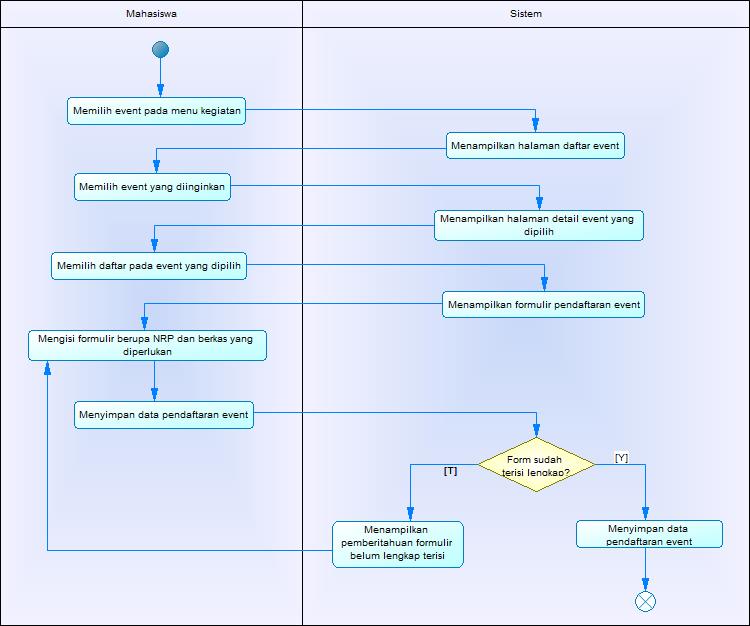 Mahasiswa
Sistem
Memilih event pada menu kegiatan
Menampilkan halaman daftar event
Memilih event yang diinginkan
Menampilkan halaman detail event yang
dipilih
Memilih daftar pada event yang dipilih
Menampilkan formulir pendaftaran event
Mengisi formulir berupa NRP dan berkas yang
diperlukan
Menyimpan data pendaftaran event
Form sudah
terisi lengkap?
[T]
[Y]
Menampilkan
pemberitahuan formulir
belum lengkap terisi
Menyimpan data
pendaftaran event